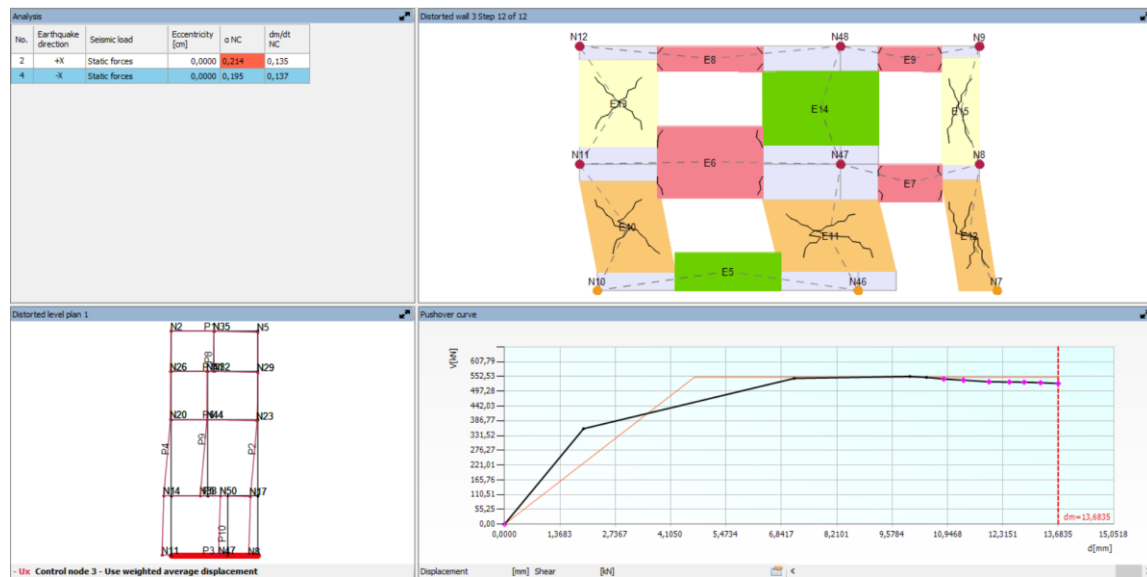 Analysis
No. Earthquake direction Seismic load Eccentricity [cm] α NC dm/dt NC
2 +X Static forces 0,0000 0,214 0,135
4 -X Static forces 0,0000 0,195 0,137
Distorted wall 3 Step 12 of 12
N12 N48 N9
E8 E9
E13 E14 E15
N11 N47 N8
E6 E7
E10 E11 E12
E5
N10 N46 N7
Distorted level plan 1
N2 N35 N5
P8
N26 N29
N20 N23
P4 P9 P2
N14 N50 N17
P10
N11 P3 N47 N8
- Ux Control node 3 - Use weighted average displacement
Pushover curve
V[kN]
607,79
552,53
497,28
442,03
386,77
331,52
276,27
221,01
165,76
110,51
55,25
0,00
0,0000 1,3683 2,7367 4,1050 5,4734 6,8417 8,2101 9,5784 10,9468 12,3151 13,6835 15,0518
dm=13,6835
d[mm]
Displacement [mm] Shear [kN]